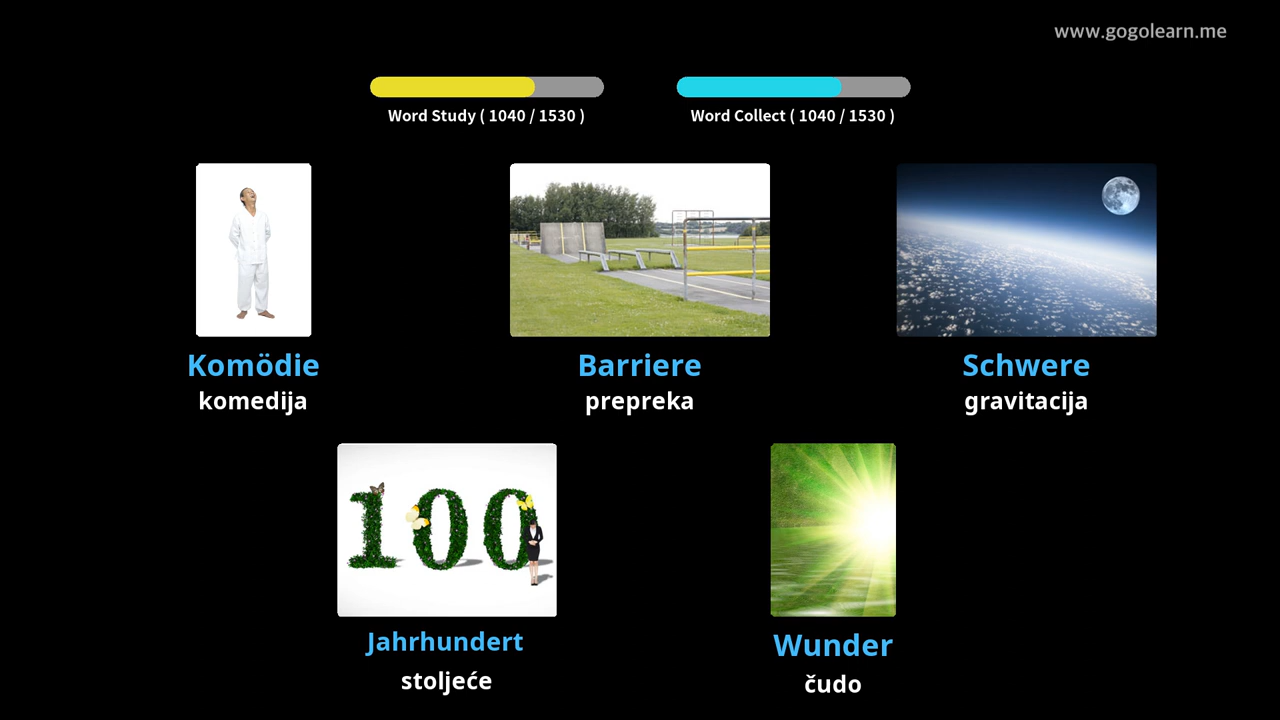 www.gogolearn.me
Word Study ( 1040 / 1530 )
Word Collect ( 1040 / 1530 )
Komödie
komedija
Barriere
prepreka
Schwere
gravitacija
100
Jahrhundert
stoljeće
Wunder
čudo